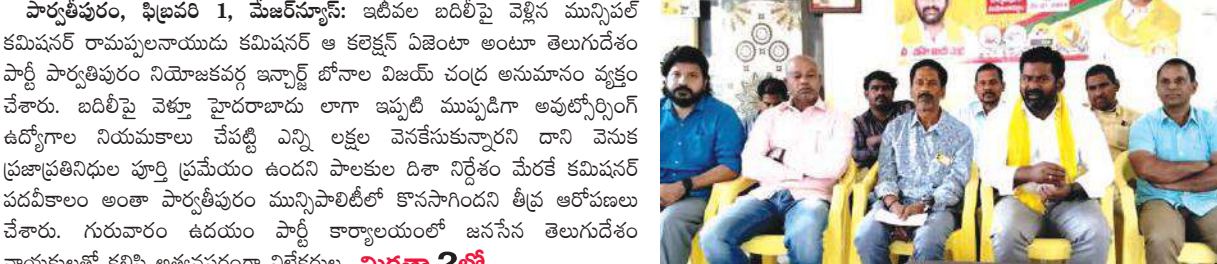 పార్వతీపురం, ఫిబ్రవరి 1, మేజర్‌న్యూస్: ఇటీవల బదిలీపై వెళ్లిన మున్సిపల్
కమిషనర్ రామప్పలనాయుడు కమిషనర్ ఆ కలెక్షన్ ఏజెంటా అంటూ తెలుగుదేశం
పార్టీ పార్వతిపురం నియోజకవర్గ ఇన్చార్జ్ బోనాల విజయ్ చంద్ర అనుమానం వ్యక్తం
చేశారు. బదిలీపై వెళ్తూ హైదరాబాదు లాగా ఇప్పటి ముప్పడిగా అవుట్సోర్సింగ్
ఉద్యోగాల నియమకాలు చేపట్టి ఎన్ని లక్షల వెనకేసుకున్నారని దాని వెనుక
ప్రజాప్రతినిధుల పూర్తి ప్రమేయం ఉందని పాలకుల దిశా నిర్దేశం మేరకే కమిషనర్
పదవీకాలం అంతా పార్వతీపురం మున్సిపాలిటీలో కొనసాగిందని తీవ్ర ఆరోపణలు
చేశారు. గురువారం ఉదయం పార్టీ కార్యాలయంలో జనసేన తెలుగుదేశం